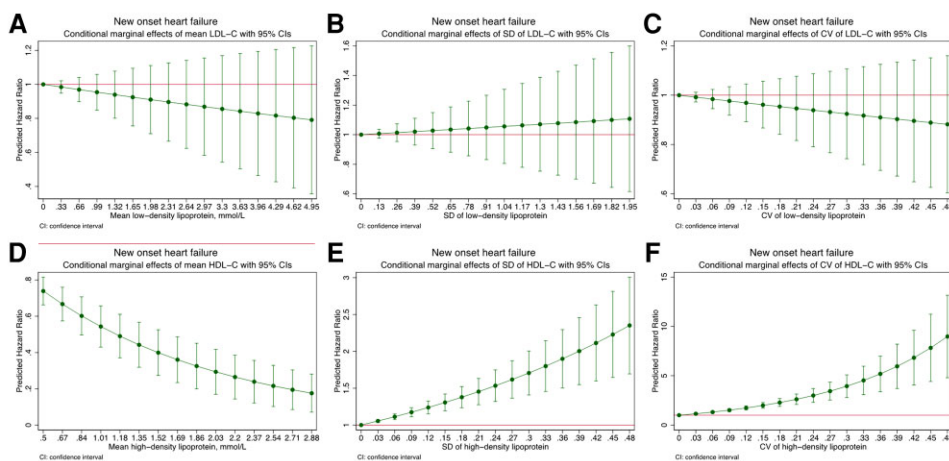 A
New onset heart failure
Conditional marginal effects of mean LDL-C with 95% CIs
Predicted Hazard Ratio
1.2
1
.8
.6
.4
0 .33 .66 .99 1.32 1.65 1.98 2.31 2.64 2.97 3.3 3.63 3.96 4.29 4.62 4.95
Mean low-density lipoprotein, mmol/L
CI: confidence interval
B
New onset heart failure
Conditional marginal effects of SD of LDL-C with 95% CIs
Predicted Hazard Ratio
1.6
1.4
1.2
1
.8
.6
0 .13 .26 .39 .52 .65 .78 .91 1.04 1.17 1.3 1.43 1.56 1.69 1.82 1.95
SD of low-density lipoprotein
CI: confidence interval
C
New onset heart failure
Conditional marginal effects of CV of LDL-C with 95% CIs
Predicted Hazard Ratio
1.2
1
.8
.6
0 .03 .06 .09 .12 .15 .18 .21 .24 .27 .3 .33 .36 .39 .42 .45
CV of low-density lipoprotein
CI: confidence interval
D
New onset heart failure
Conditional marginal effects of mean HDL-C with 95% CIs
Predicted Hazard Ratio
.8
.6
.4
.2
0
.5 .67 .84 1.01 1.18 1.35 1.52 1.69 1.86 2.03 2.2 2.37 2.54 2.71 2.88
Mean high-density lipoprotein, mmol/L
CI: confidence interval
E
New onset heart failure
Conditional marginal effects of SD of HDL-C with 95% CIs
Predicted Hazard Ratio
3
2.5
2
1.5
1
0 .03 .06 .09 .12 .15 .18 .21 .24 .27 .3 .33 .36 .39 .42 .45 .48
SD of high-density lipoprotein
CI: confidence interval
F
New onset heart failure
Conditional marginal effects of CV of HDL-C with 95% CIs
Predicted Hazard Ratio
15
10
5
0
0 .03 .06 .09 .12 .15 .18 .21 .24 .27 .3 .33 .36 .39 .42 .45
CV of high-density lipoprotein
CI: confidence interval